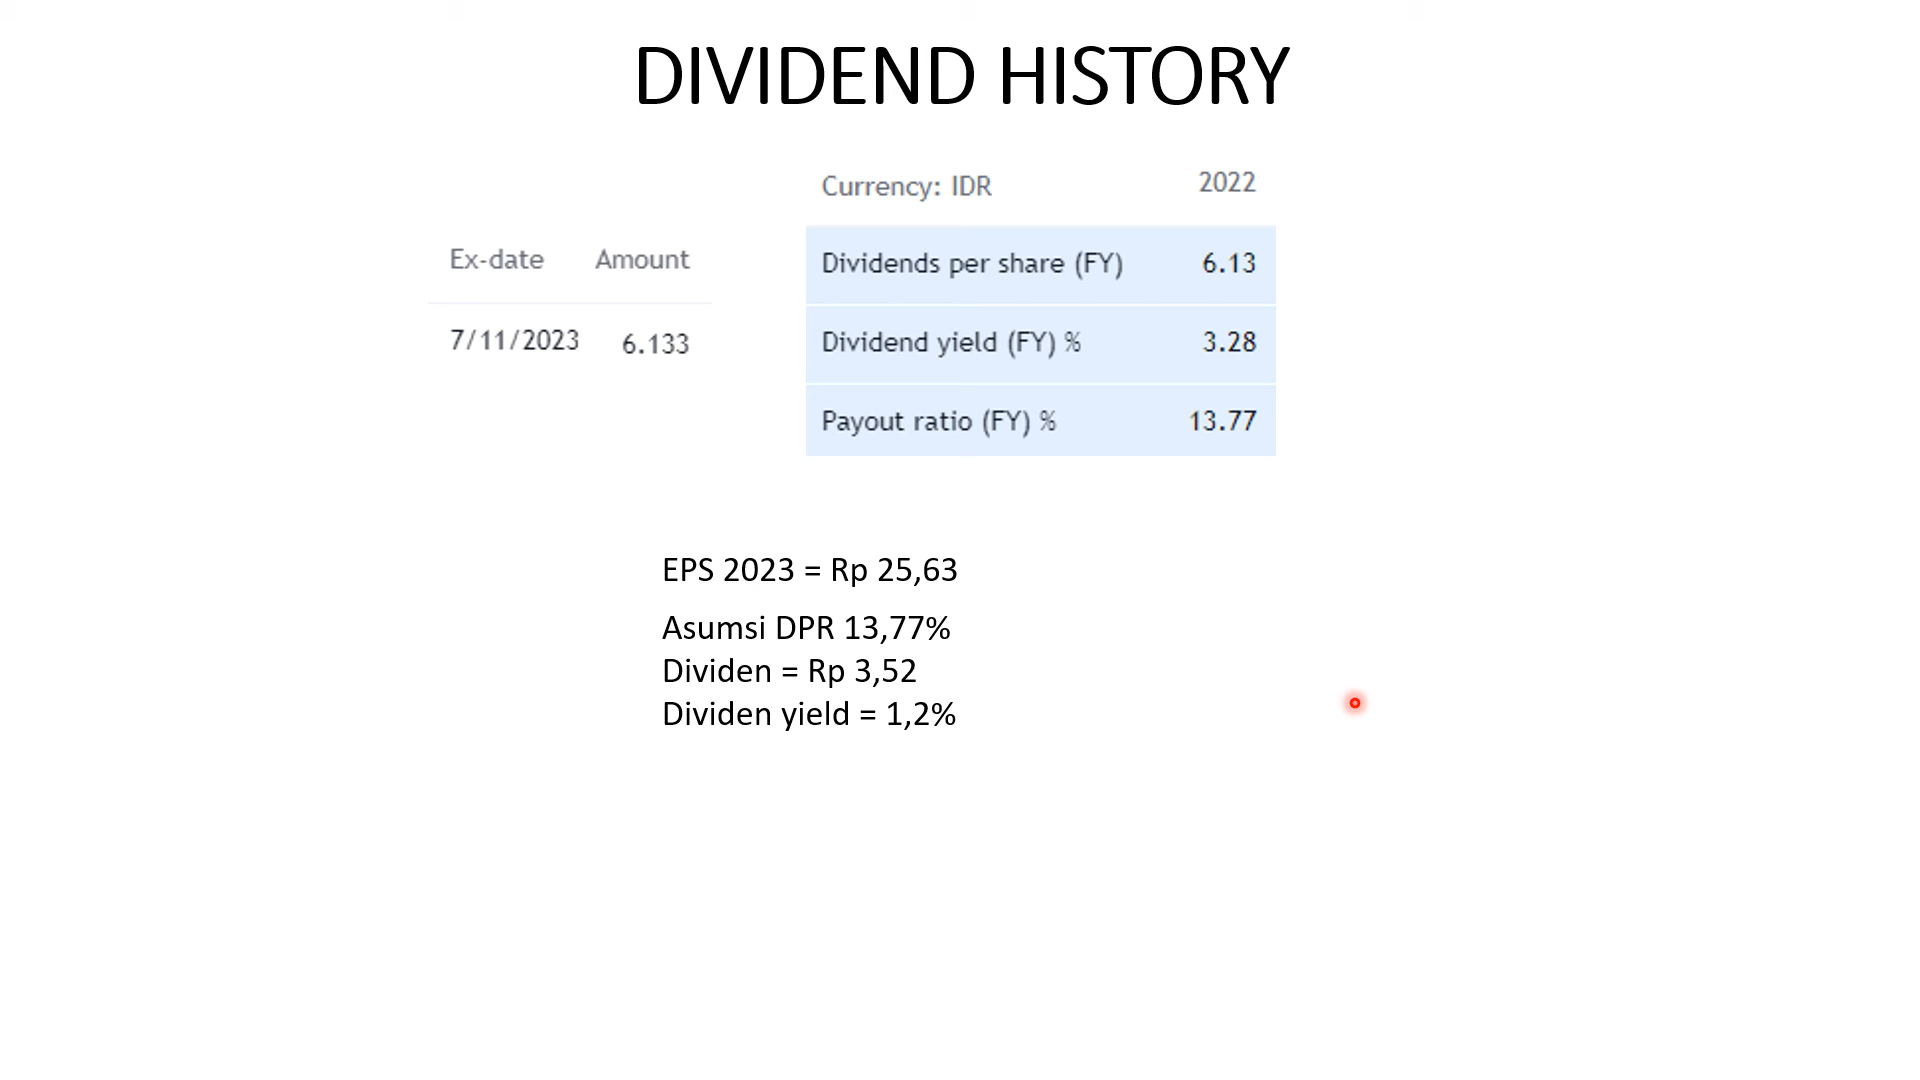 DIVIDEND HISTORY
Ex-date Amount
7/11/2023 6.133
Currency: IDR 2022
Dividends per share (FY) 6.13
Dividend yield (FY) % 3.28
Payout ratio (FY) % 13.77
EPS 2023 = Rp 25,63
Asumsi DPR 13,77%
Dividen = Rp 3,52
Dividen yield = 1,2%